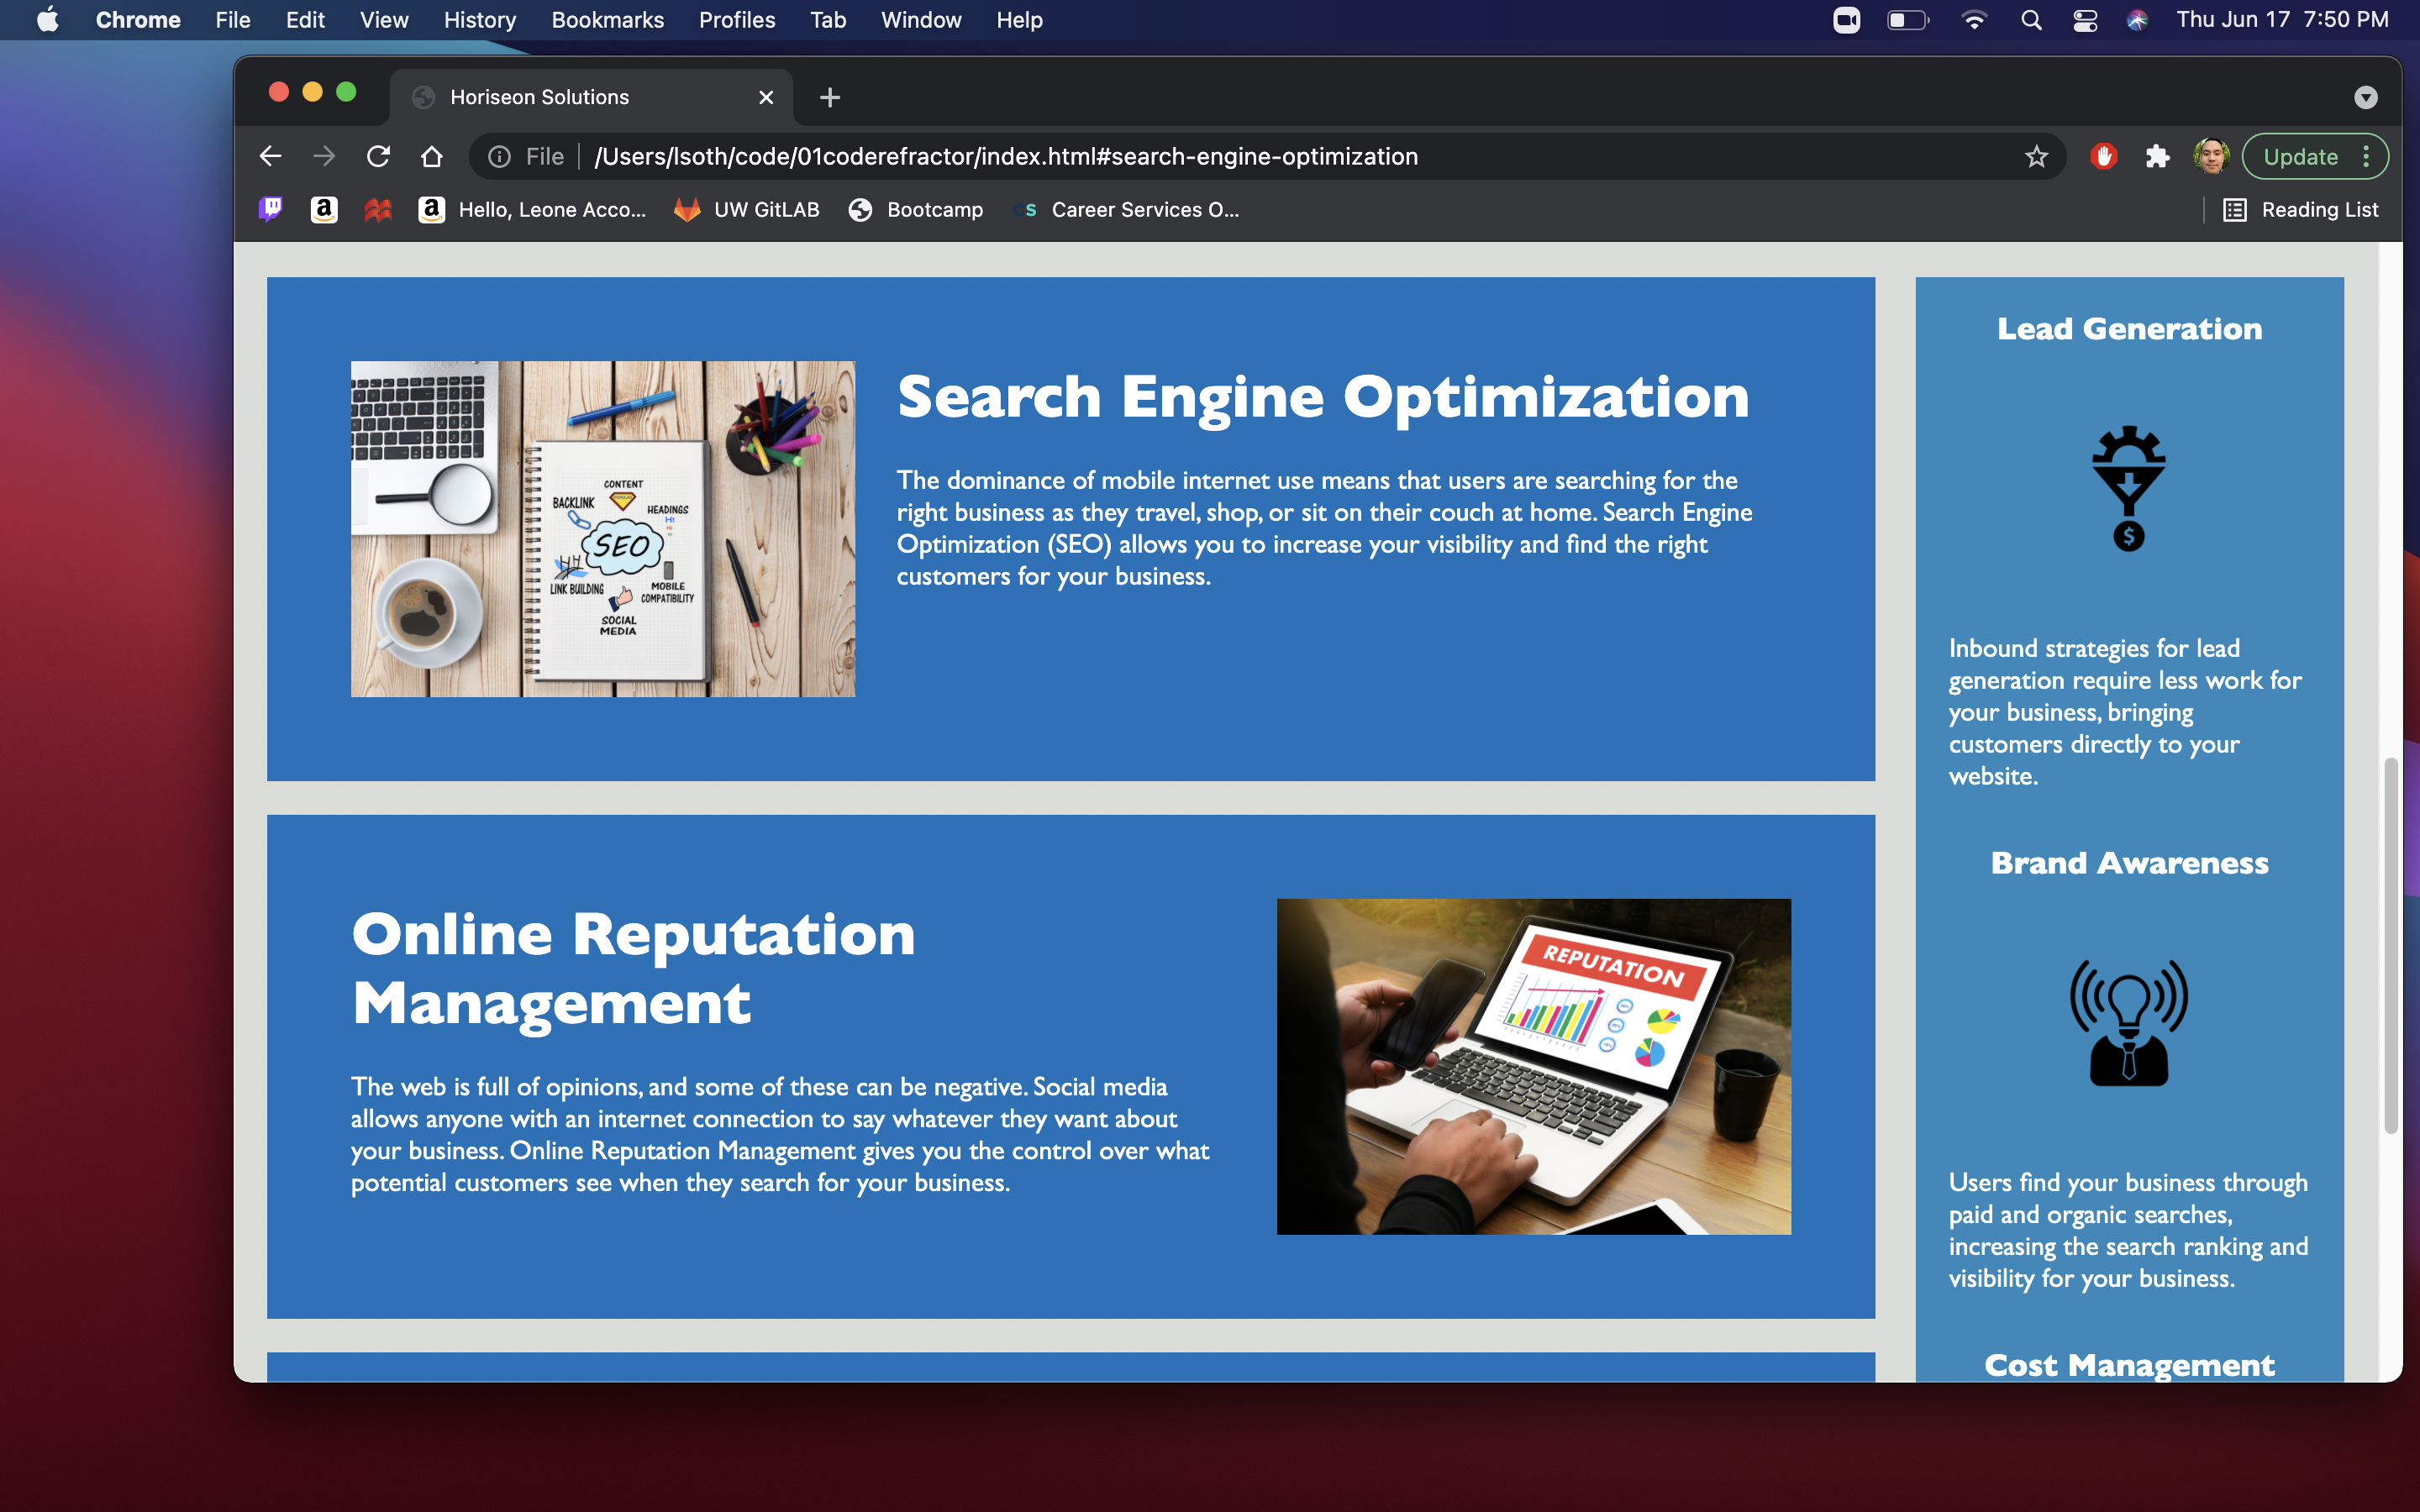 Chrome File Edit View History Bookmarks Profiles Tab Window Help Thu Jun 17 7:50 PM
Horiseon Solutions
File /Users/lsoth/code/01coderefractor/index.html#search-engine-optimization Update
Hello, Leone Acco... UW GitLAB Bootcamp CS Career Services O... Reading List
Search Engine Optimization
The dominance of mobile internet use means that users are searching for the
right business as they travel, shop, or sit on their couch at home. Search Engine
Optimization (SEO) allows you to increase your visibility and find the right
customers for your business.
CONTENT
BACKLINK
HEADINGS
H1
SEO
LINK BUILDING
MOBILE
COMPATIBILITY
SOCIAL
MEDIA
Online Reputation
Management
The web is full of opinions, and some of these can be negative. Social media
allows anyone with an internet connection to say whatever they want about
your business. Online Reputation Management gives you the control over what
potential customers see when they search for your business.
REPUTATION
Lead Generation
$
Inbound strategies for lead
generation require less work for
your business, bringing
customers directly to your
website.
Brand Awareness
Users find your business through
paid and organic searches,
increasing the search ranking and
visibility for your business.
Cost Management